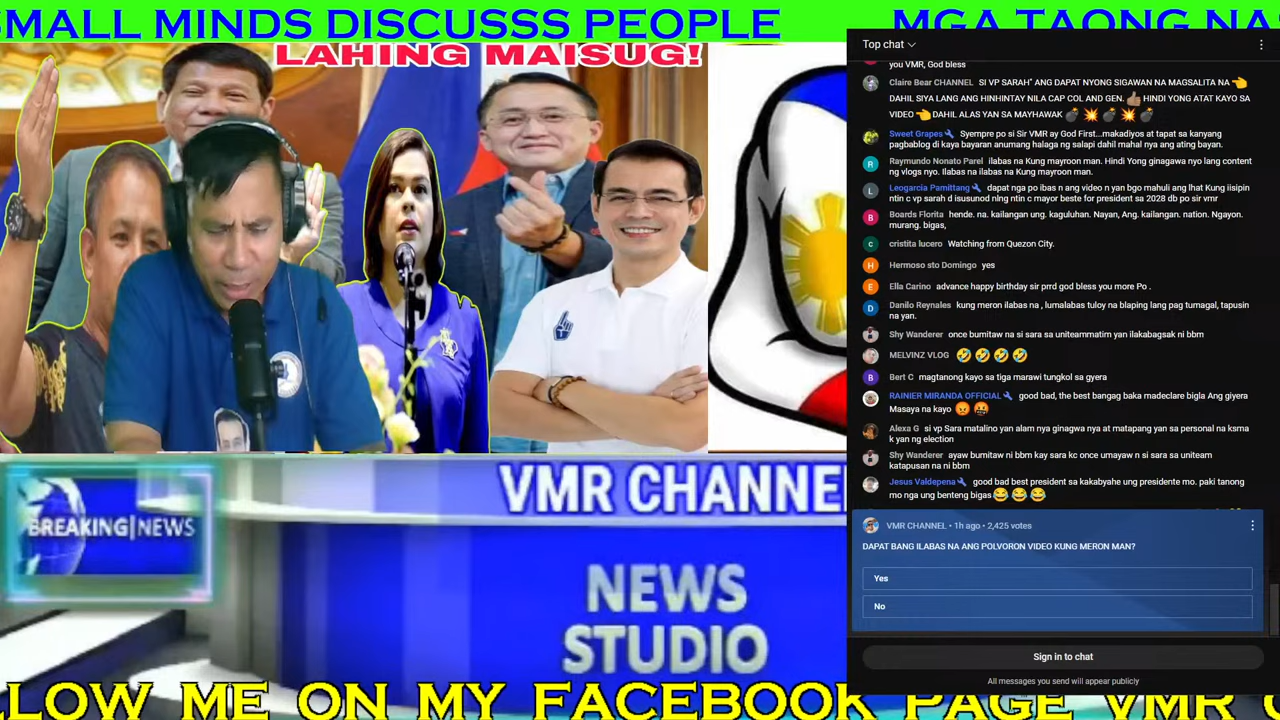 SMALL MINDS DISCUSSS PEOPLE
MGA TAONG NA
LAHING MAISUG!
VMR CHANNE
BREAKING|NEWS
NEWS
STUDIO
LLOW ME ON MY FACEBOOK PAGE VMR C
Top chat
you VMR, God bless
Claire Bear CHANNEL SI VP SARAH" ANG DAPAT NYONG SIGAWAN NA MAGSALITA NA 👈
DAHIL SIYA LANG ANG HINHINTAY NILA CAP COL AND GEN. 👍🏽HINDI YONG ATAT KAYO SA
VIDEO 👈DAHIL ALAS YAN SA MAYHAWAK 💣 💥 💣 💥 💣
Sweet Grapes Syempre po si Sir VMR ay God First...makadiyos at tapat sa kanyang
pagbablog di kaya bayaran anumang halaga ng salapi dahil mahal nya ang ating bayan.
Raymundo Nonato Parel ilabas na Kung mayroon man. Hindi Yong ginagawa nyo lang content
ng vlogs nyo. Ilabas na ilabas na Kung mayroon man.
Leogarcia Pamittang dapat nga po ibas n ang video n yan bgo mahuli ang lhat Kung iisipin
ntin c vp sarah d isusunod nlng ntin c mayor beste for president sa 2028 db po sir vmr
Boards Florita hende. na. kailangan ung. kaguluhan. Nayan, Ang. kailangan. nation. Ngayon.
murang. bigas,
cristita lucero Watching from Quezon City.
Hermoso sto Domingo yes
Ella Carino advance happy birthday sir prrd god bless you more Po .
Danilo Reynales kung meron ilabas na , lumalabas tuloy na blaping lang pag tumagal, tapusin
na yan.
Shy Wanderer once bumitaw na si sara sa uniteammatim yan ilakabagsak ni bbm
MELVINZ VLOG 🤣 🤣 🤣 🤣
Bert C magtanong kayo sa tiga marawi tungkol sa gyera
RAINIER MIRANDA OFFICIAL good bad, the best bangag baka madeclare bigla Ang giyera
Masaya na kayo 😡 🤬
Alexa G si vp Sara matalino yan alam nya ginagwa nya at matapang yan sa personal na ksma
k yan ng election
Shy Wanderer ayaw bumitaw ni bbm kay sara kc once umayaw n si sara sa uniteam
katapusan na ni bbm
Jesus Valdepena good bad best president sa kakabyahe ung presidente mo. paki tanong
mo nga ung benteng bigas 😂 😂 😂
VMR CHANNEL • 1h ago • 2,425 votes
DAPAT BANG ILABAS NA ANG POLVORON VIDEO KUNG MERON MAN?
Yes
No
Sign in to chat
All messages you send will appear publicly